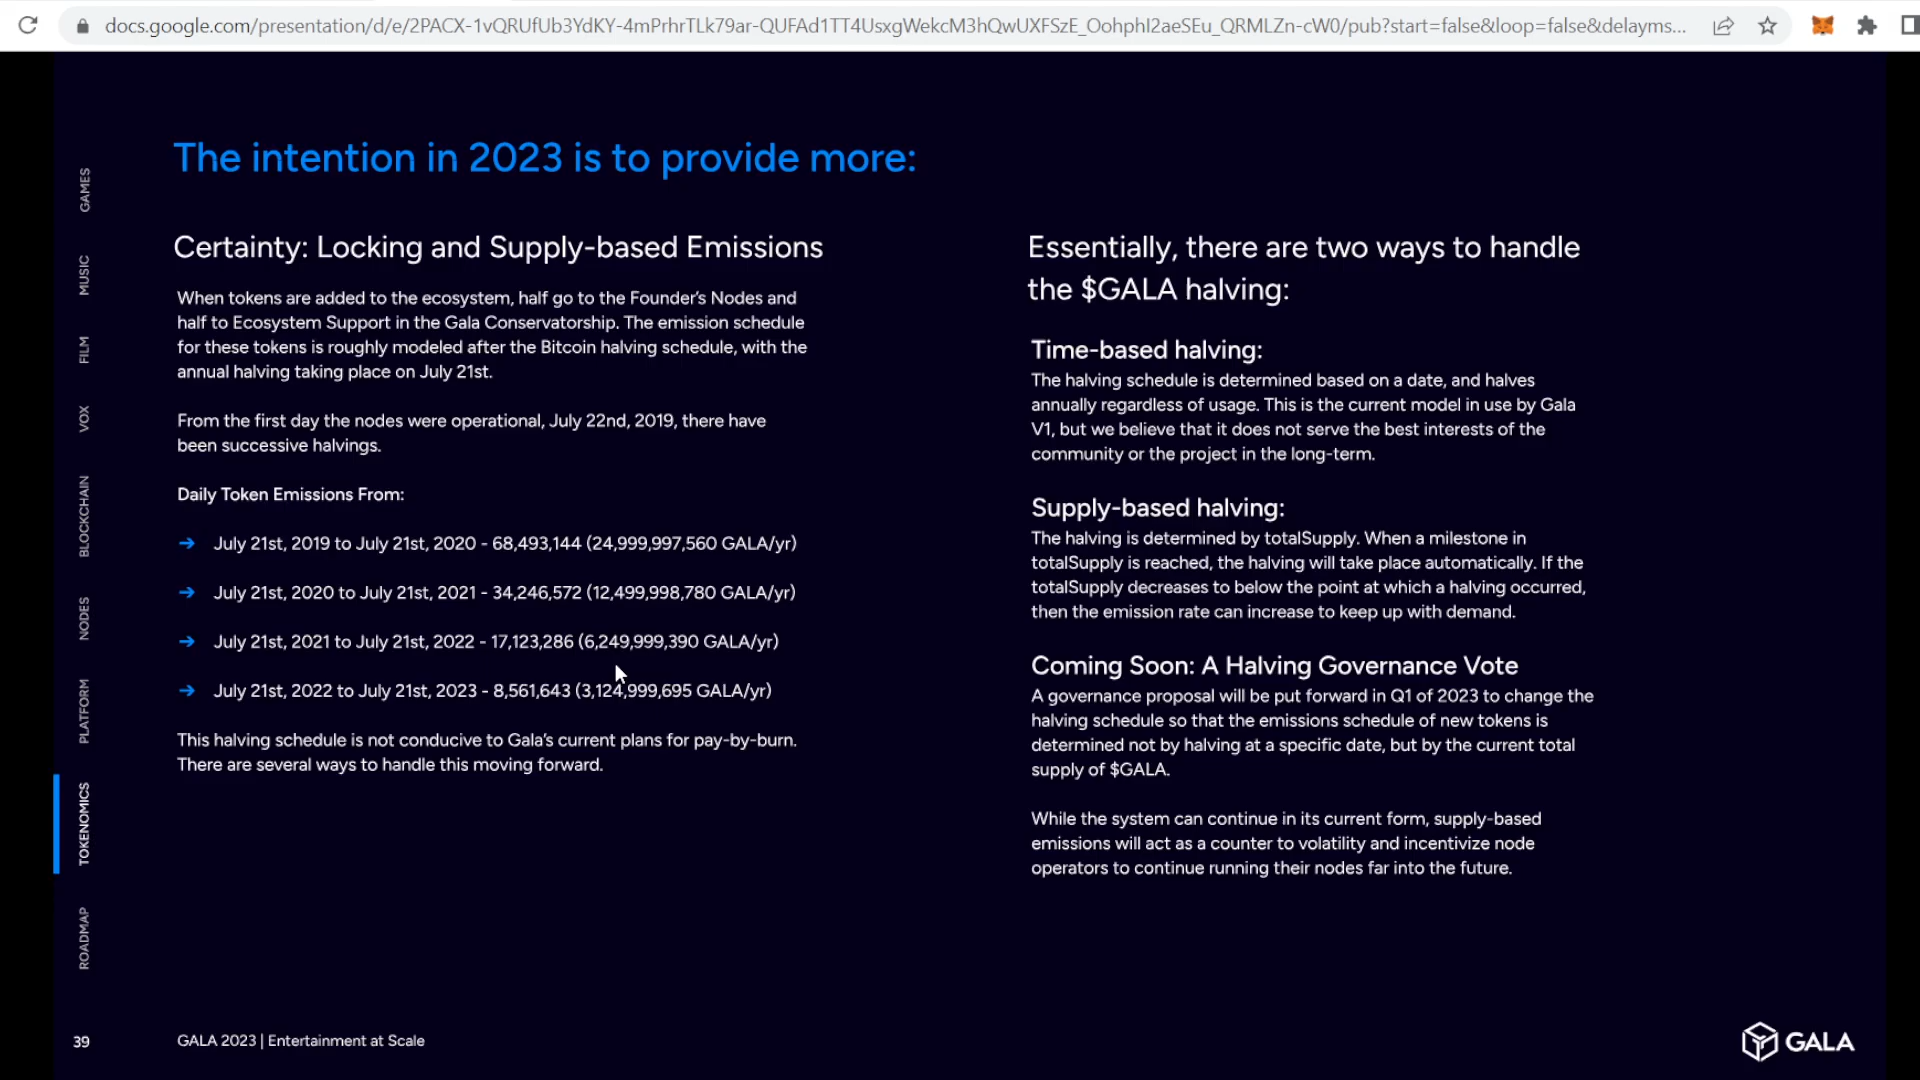 docs.google.com/presentation/d/e/2PACX-1vQRUfUb3YdKY-4mPrhrTLk79ar-QUFAd1TT4UsxgWekcM3hQwUXFSzE_OohphI2aeSEu_QRMLZn-cW0/pub?start=false&loop=false&delayms...
GAMES
MUSIC
FILM
VOX
BLOCKCHAIN
NODES
PLATFORM
TOKENOMICS
ROADMAP
The intention in 2023 is to provide more:
Certainty: Locking and Supply-based Emissions
When tokens are added to the ecosystem, half go to the Founder's Nodes and
half to Ecosystem Support in the Gala Conservatorship. The emission schedule
for these tokens is roughly modeled after the Bitcoin halving schedule, with the
annual halving taking place on July 21st.
From the first day the nodes were operational, July 22nd, 2019, there have
been successive halvings.
Daily Token Emissions From:
→ July 21st, 2019 to July 21st, 2020 - 68,493,144 (24,999,997,560 GALA/yr)
→ July 21st, 2020 to July 21st, 2021 - 34,246,572 (12,499,998,780 GALA/yr)
→ July 21st, 2021 to July 21st, 2022 - 17,123,286 (6,249,999,390 GALA/yr)
→ July 21st, 2022 to July 21st, 2023 - 8,561,643 (3,124,999,695 GALA/yr)
This halving schedule is not conducive to Gala's current plans for pay-by-burn.
There are several ways to handle this moving forward.
Essentially, there are two ways to handle
the $GALA halving:
Time-based halving:
The halving schedule is determined based on a date, and halves
annually regardless of usage. This is the current model in use by Gala
V1, but we believe that it does not serve the best interests of the
community or the project in the long-term.
Supply-based halving:
The halving is determined by totalSupply. When a milestone in
totalSupply is reached, the halving will take place automatically. If the
totalSupply decreases to below the point at which a halving occurred,
then the emission rate can increase to keep up with demand.
Coming Soon: A Halving Governance Vote
A governance proposal will be put forward in Q1 of 2023 to change the
halving schedule so that the emissions schedule of new tokens is
determined not by halving at a specific date, but by the current total
supply of $GALA.
While the system can continue in its current form, supply-based
emissions will act as a counter to volatility and incentivize node
operators to continue running their nodes far into the future.
39
GALA 2023 | Entertainment at Scale
GALA